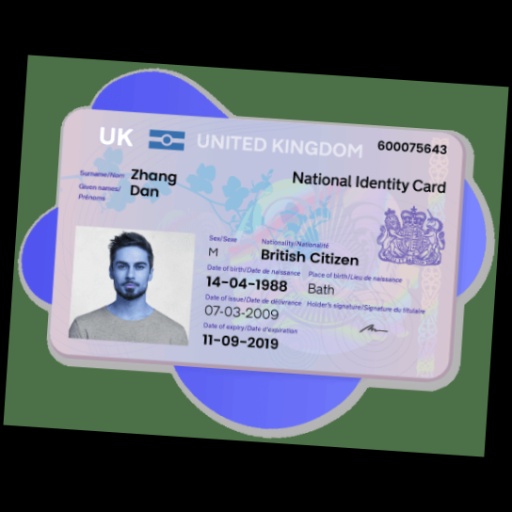 UK UNITED KINGDOM 600075643
National Identity Card
Surname/Nom Zhang
Given names/ Dan
Prénoms
Sex/Sexe Nationality/Nationalité
M British Citizen
Date of birth/Date de naissance Place of birth/Lieu de naissance
14-04-1988 Bath
Date of issue/Date de délivrance Holder's signature/Signature du titulaire
07-03-2009
Date of expiry/Date d'expiration
11-09-2019